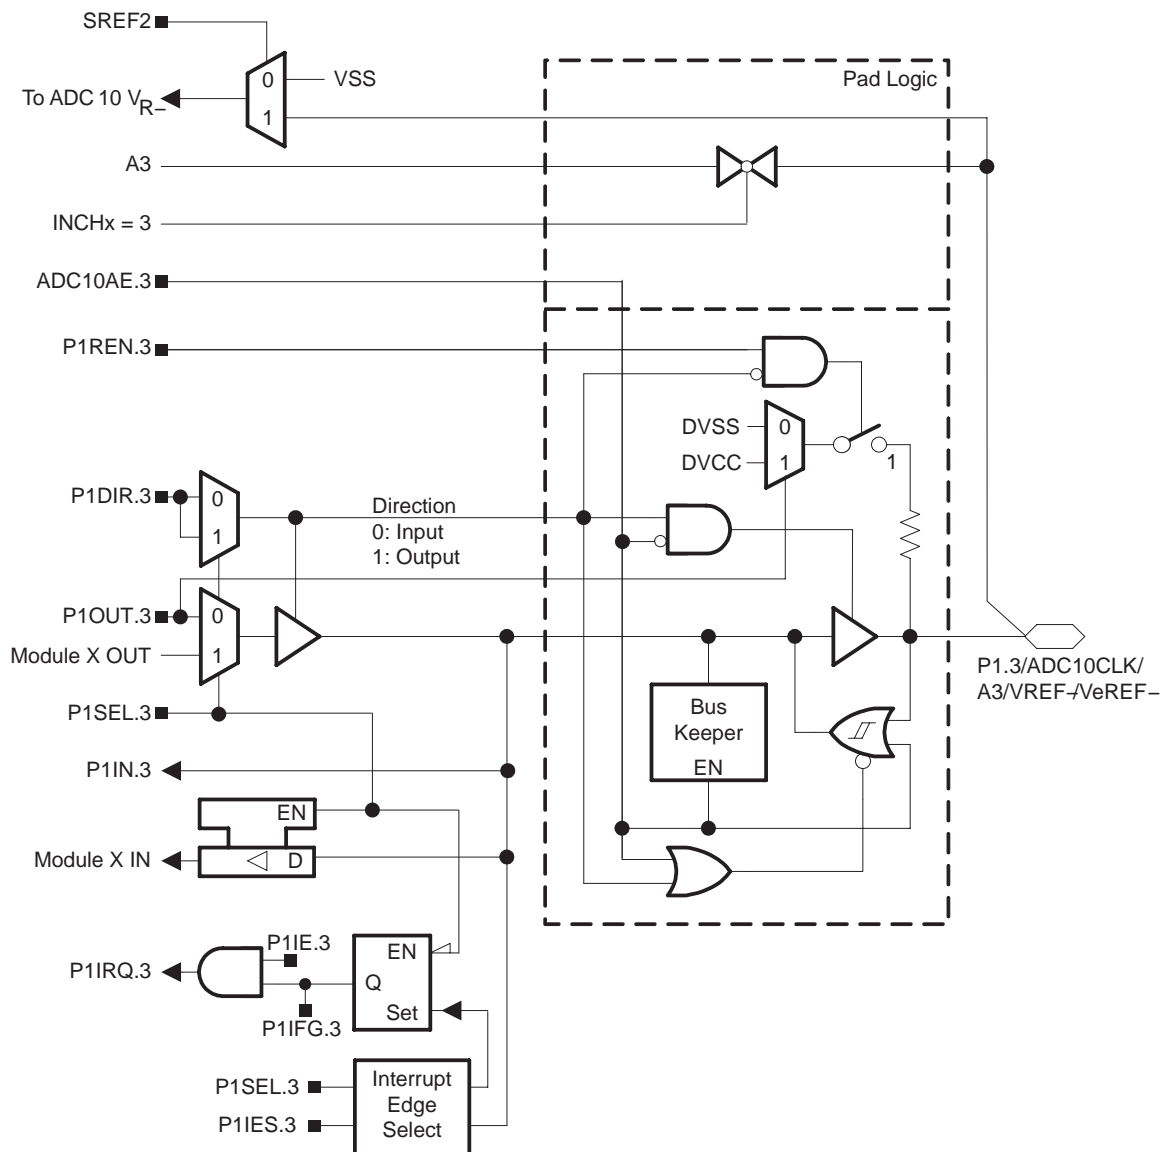 SREF2
0
VSS
Pad Logic
To ADC 10 VR−
1
A3
INCHx = 3
ADC10AE.3
P1REN.3
DVSS
0
DVCC
1
1
P1DIR.3
0
1
Direction
0: Input
1: Output
P1OUT.3
0
Module X OUT
1
P1.3/ADC10CLK/
A3/VREF−/VeREF−
P1SEL.3
Bus
Keeper
EN
P1IN.3
EN
Module X IN
D
P1IE.3
EN
P1IRQ.3
Q
Set
P1IFG.3
P1SEL.3
Interrupt
Edge
Select
P1IES.3